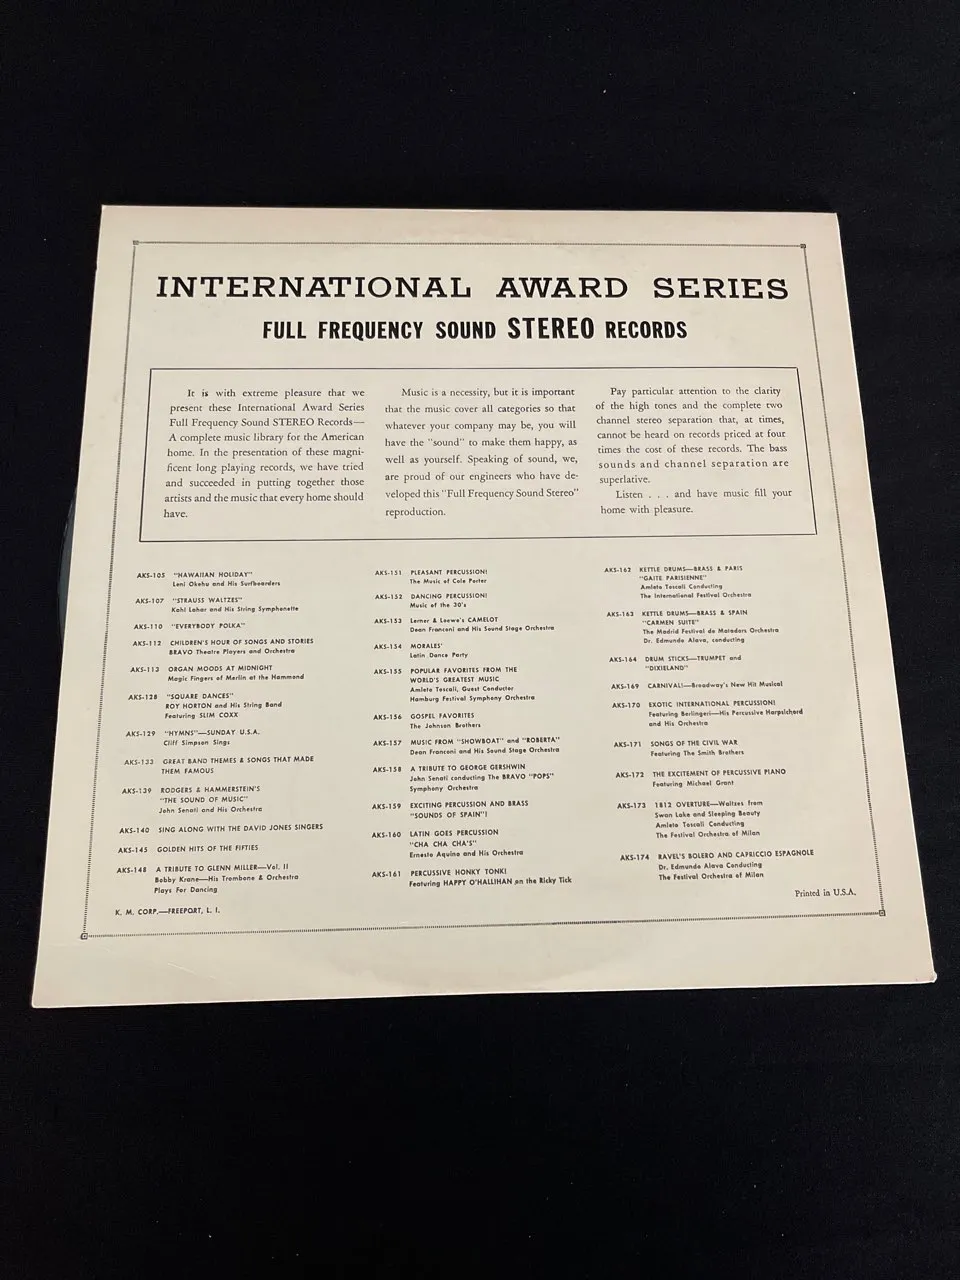 INTERNATIONAL AWARD SERIES
FULL FREQUENCY SOUND STEREO RECORDS
It is with extreme pleasure that we
present these International Award Series
Full Frequency Sound STEREO Records—
A complete music library for the American
home. In the presentation of these magni-
ficent long playing records, we have tried
and succeeded in putting together those
artists and the music that every home should
have.
Music is a necessity, but it is important
that the music cover all categories so that
whatever your company may be, you will
have the "sound" to make them happy, as
well as yourself. Speaking of sound, we,
are proud of our engineers who have de-
veloped this "Full Frequency Sound Stereo"
reproduction.
Pay particular attention to the clarity
of the high tones and the complete two
channel stereo separation that, at times,
cannot be heard on records priced at four
times the cost of these records. The bass
sounds and channel separation are
superlative.
Listen . . . and have music fill your
home with pleasure.
AKS-105 "HAWAIIAN HOLIDAY"
Leni Okehu and His Surfboarders
AKS-107 "STRAUSS WALTZES"
Kohl Lehar and His String Symphonette
AKS-110 "EVERYBODY POLKA"
AKS-112 CHILDREN'S HOUR OF SONGS AND STORIES
BRAVO Theatre Players and Orchestra
AKS-113 ORGAN MOODS AT MIDNIGHT
Magic Fingers of Merlin at the Hammond
AKS-128 "SQUARE DANCES"
ROY HORTON and His String Band
Featuring SLIM COXX
AKS-129 "HYMNS"—SUNDAY U.S.A.
Cliff Simpson Sings
AKS-133 GREAT BAND THEMES & SONGS THAT MADE
THEM FAMOUS
AKS-139 RODGERS & HAMMERSTEIN'S
"THE SOUND OF MUSIC"
John Senati and His Orchestra
AKS-140 SING ALONG WITH THE DAVID JONES SINGERS
AKS-145 GOLDEN HITS OF THE FIFTIES
AKS-148 A TRIBUTE TO GLENN MILLER—Vol. II
Bobby Krane—His Trombone & Orchestra
Plays For Dancing
K. M. CORP.—FREEPORT, L. I.
AKS-151 PLEASANT PERCUSSION!
The Music of Cole Porter
AKS-152 DANCING PERCUSSION!
Music of the 30's
AKS-153 Lerner & Loewe's CAMELOT
Dean Franconi and His Sound Stage Orchestra
AKS-154 MORALES'
Latin Dance Party
AKS-155 POPULAR FAVORITES FROM THE
WORLD'S GREATEST MUSIC
Amleto Toscali, Guest Conductor
Hamburg Festival Symphony Orchestra
AKS-156 GOSPEL FAVORITES
The Johnson Brothers
AKS-157 MUSIC FROM "SHOWBOAT" and "ROBERTA"
Dean Franconi and His Sound Stage Orchestra
AKS-158 A TRIBUTE TO GEORGE GERSHWIN
John Senati conducting The BRAVO "POPS"
Symphony Orchestra
AKS-159 EXCITING PERCUSSION AND BRASS
"SOUNDS OF SPAIN"!
AKS-160 LATIN GOES PERCUSSION
"CHA CHA CHA'S"
Ernesto Aquino and His Orchestra
AKS-161 PERCUSSIVE HONKY TONK!
Featuring HAPPY O'HALLIHAN on the Ricky Tick
AKS-162 KETTLE DRUMS—BRASS & PARIS
"GAITE PARISIENNE"
Amleto Toscali Conducting
The International Festival Orchestra
AKS-163 KETTLE DRUMS—BRASS & SPAIN
"CARMEN SUITE"
The Madrid Festival de Matadors Orchestra
Dr. Edmundo Alava, conducting
AKS-164 DRUM STICKS—TRUMPET and
"DIXIELAND"
AKS-169 CARNIVAL!—Broadway's New Hit Musical
AKS-170 EXOTIC INTERNATIONAL PERCUSSION!
Featuring Berlingeri—His Percussive Harpsichord
and His Orchestra
AKS-171 SONGS OF THE CIVIL WAR
Featuring The Smith Brothers
AKS-172 THE EXCITEMENT OF PERCUSSIVE PIANO
Featuring Michael Grant
AKS-173 1812 OVERTURE—Waltzes from
Swan Lake and Sleeping Beauty
Amleto Toscali Conducting
The Festival Orchestra of Milan
AKS-174 RAVEL'S BOLERO AND CAPRICCIO ESPAGNOLE
Dr. Edmundo Alava Conducting
The Festival Orchestra of Milan
Printed in U.S.A.